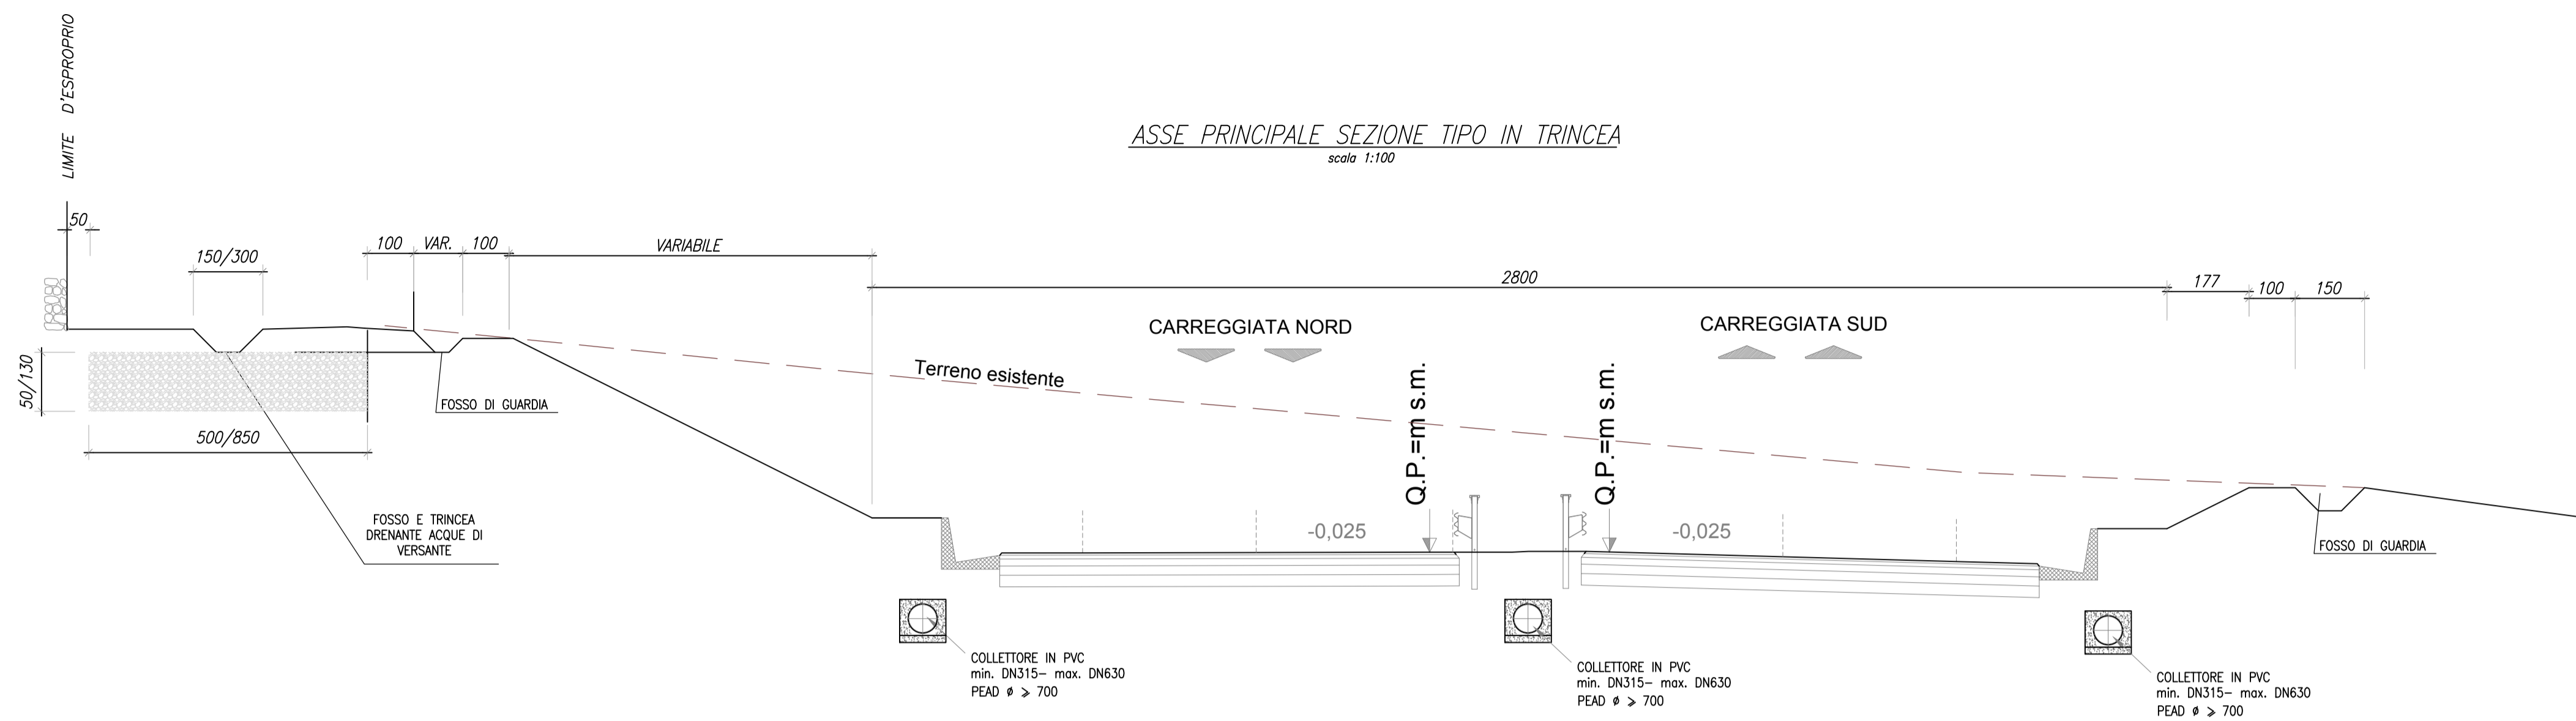 LIMITE D'ESPROPRIO
ASSE PRINCIPALE SEZIONE TIPO IN TRINCEA
scala 1:100
50
150/300
100
VAR.
100
VARIABILE
2800
177
100
150
CARREGGIATA NORD
CARREGGIATA SUD
Terreno esistente
50/130
500/850
FOSSO DI GUARDIA
FOSSO E TRINCEA
DRENANTE ACQUE DI
VERSANTE
Q.P.=m s.m.
Q.P.=m s.m.
-0,025
-0,025
FOSSO DI GUARDIA
COLLETTORE IN PVC
min. DN315- max. DN630
PEAD ø ⩾ 700
COLLETTORE IN PVC
min. DN315- max. DN630
PEAD ø ⩾ 700
COLLETTORE IN PVC
min. DN315- max. DN630
PEAD ø ⩾ 700